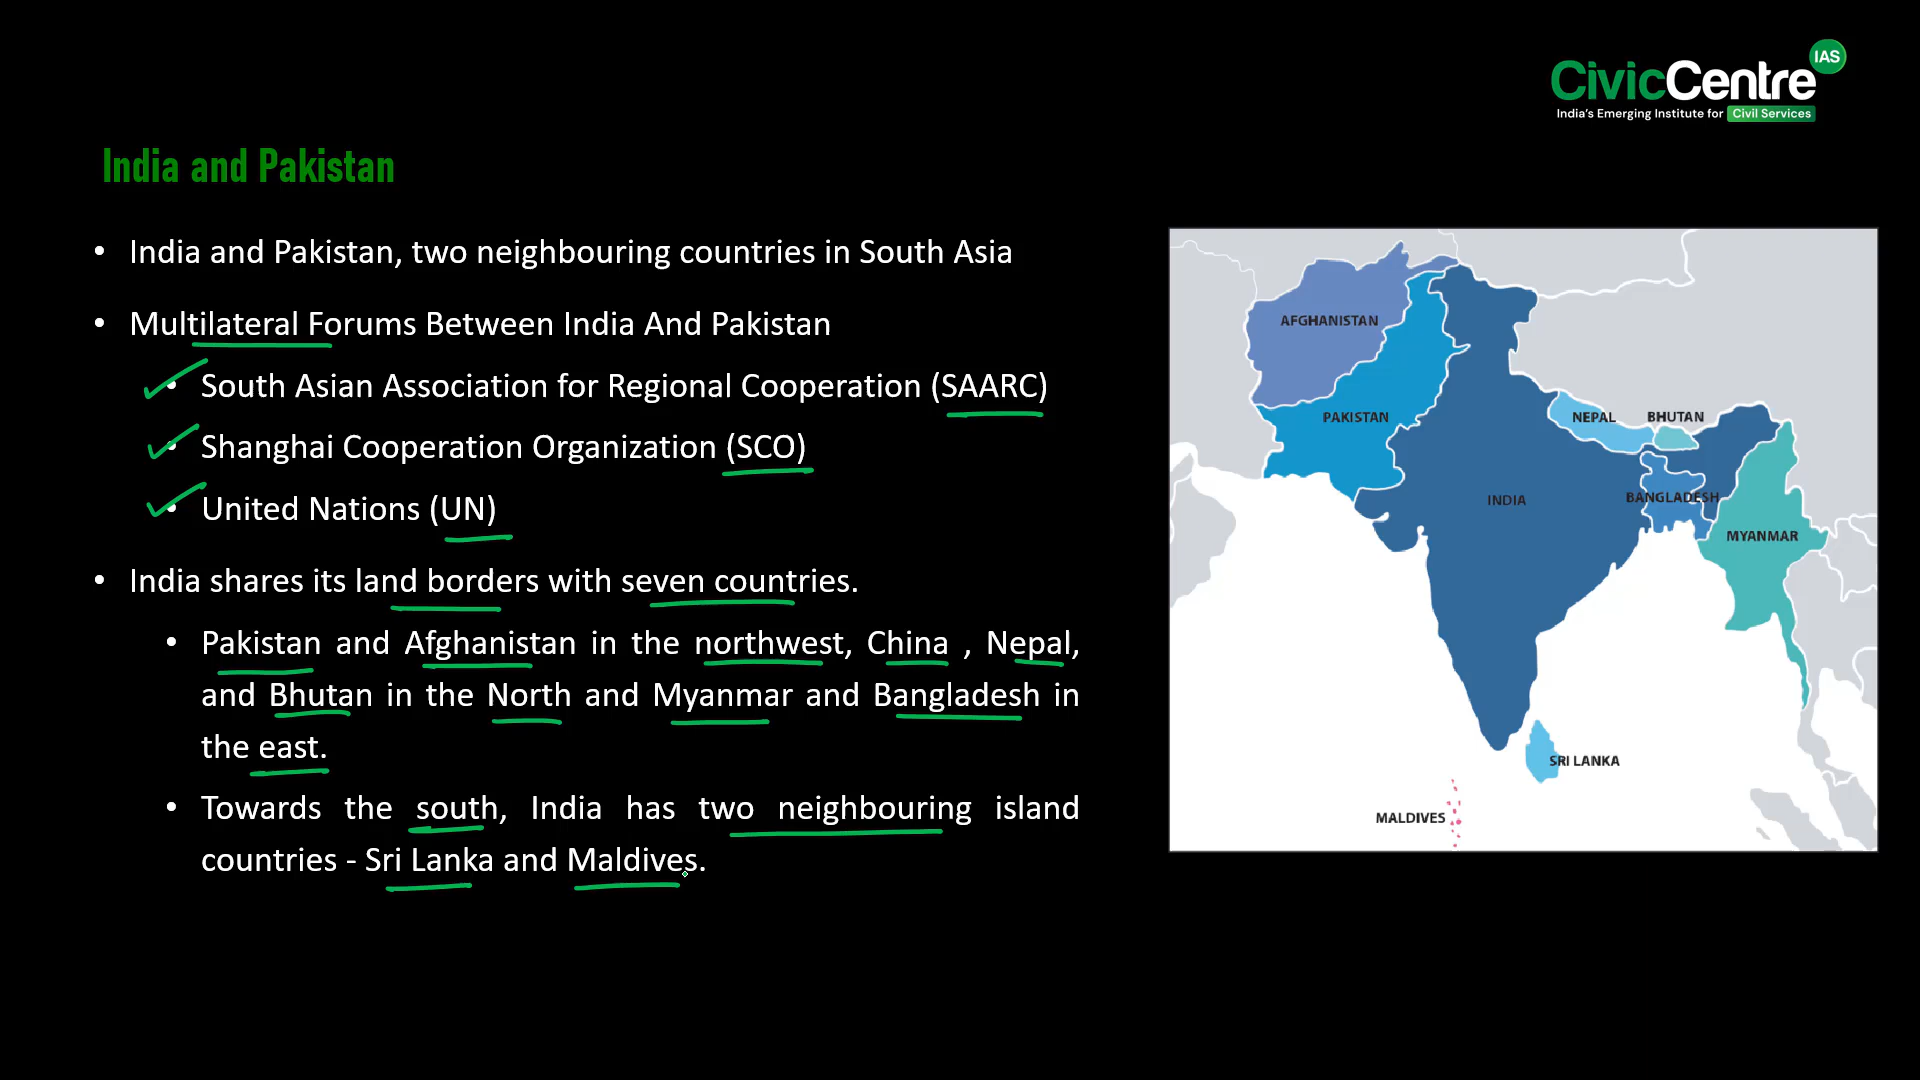 CivicCentre IAS
India's Emerging Institute for Civil Services
India and Pakistan
• India and Pakistan, two neighbouring countries in South Asia
• Multilateral Forums Between India And Pakistan
• South Asian Association for Regional Cooperation (SAARC)
• Shanghai Cooperation Organization (SCO)
• United Nations (UN)
• India shares its land borders with seven countries.
• Pakistan and Afghanistan in the northwest, China , Nepal,
and Bhutan in the North and Myanmar and Bangladesh in
the east.
• Towards the south, India has two neighbouring island
countries - Sri Lanka and Maldives.
AFGHANISTAN
PAKISTAN
NEPAL
BHUTAN
INDIA
BANGLADESH
MYANMAR
SRI LANKA
MALDIVES